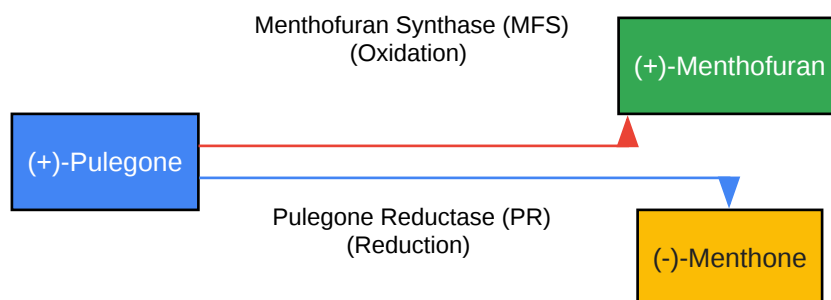 Menthofuran Synthase (MFS)
(Oxidation)
(+)-Menthofuran
(+)-Pulegone
Pulegone Reductase (PR)
(Reduction)
(-)-Menthone